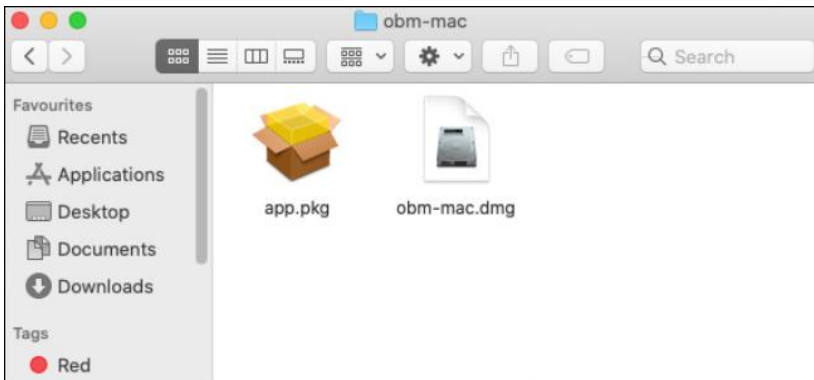 obm-mac
Search
Favourites
Recents
Applications
Desktop
Documents
Downloads
Tags
Red
app.pkg
obm-mac.dmg